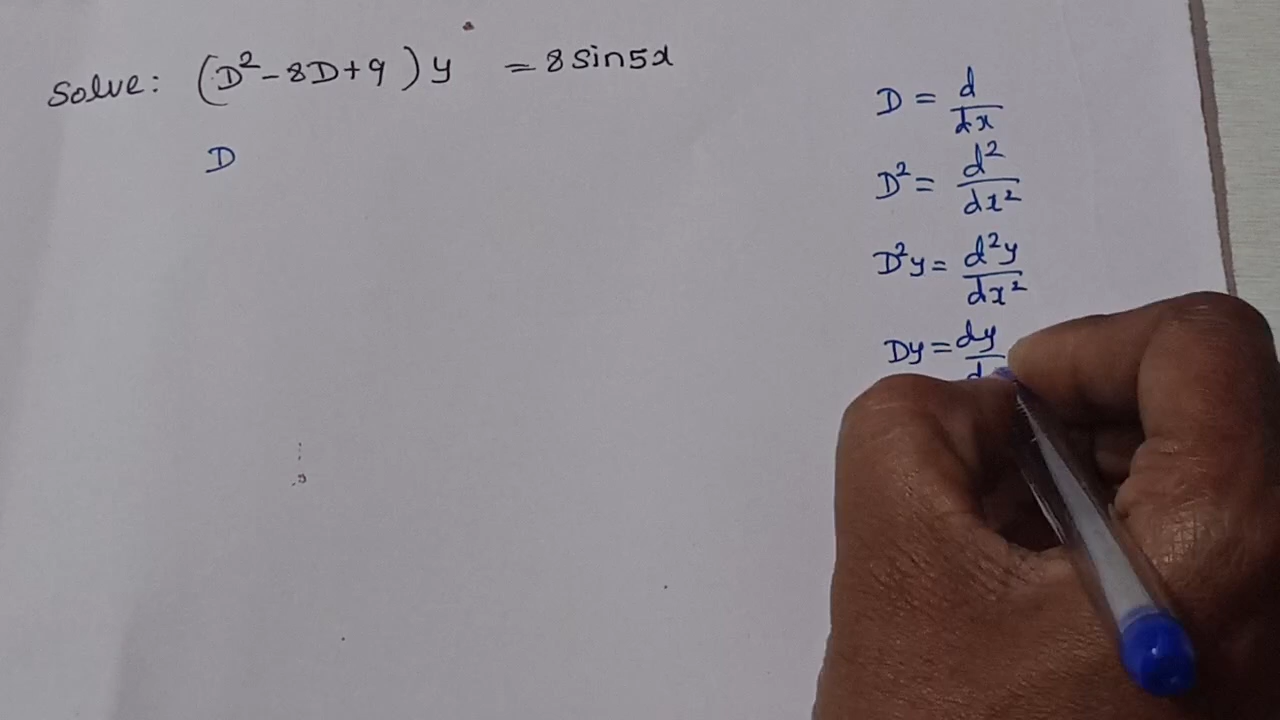 Solve: (D²-8D+9)y = 8sin5x
D
D = d/dx
D² = d²/dx²
D²y = d²y/dx²
Dy = dy/d